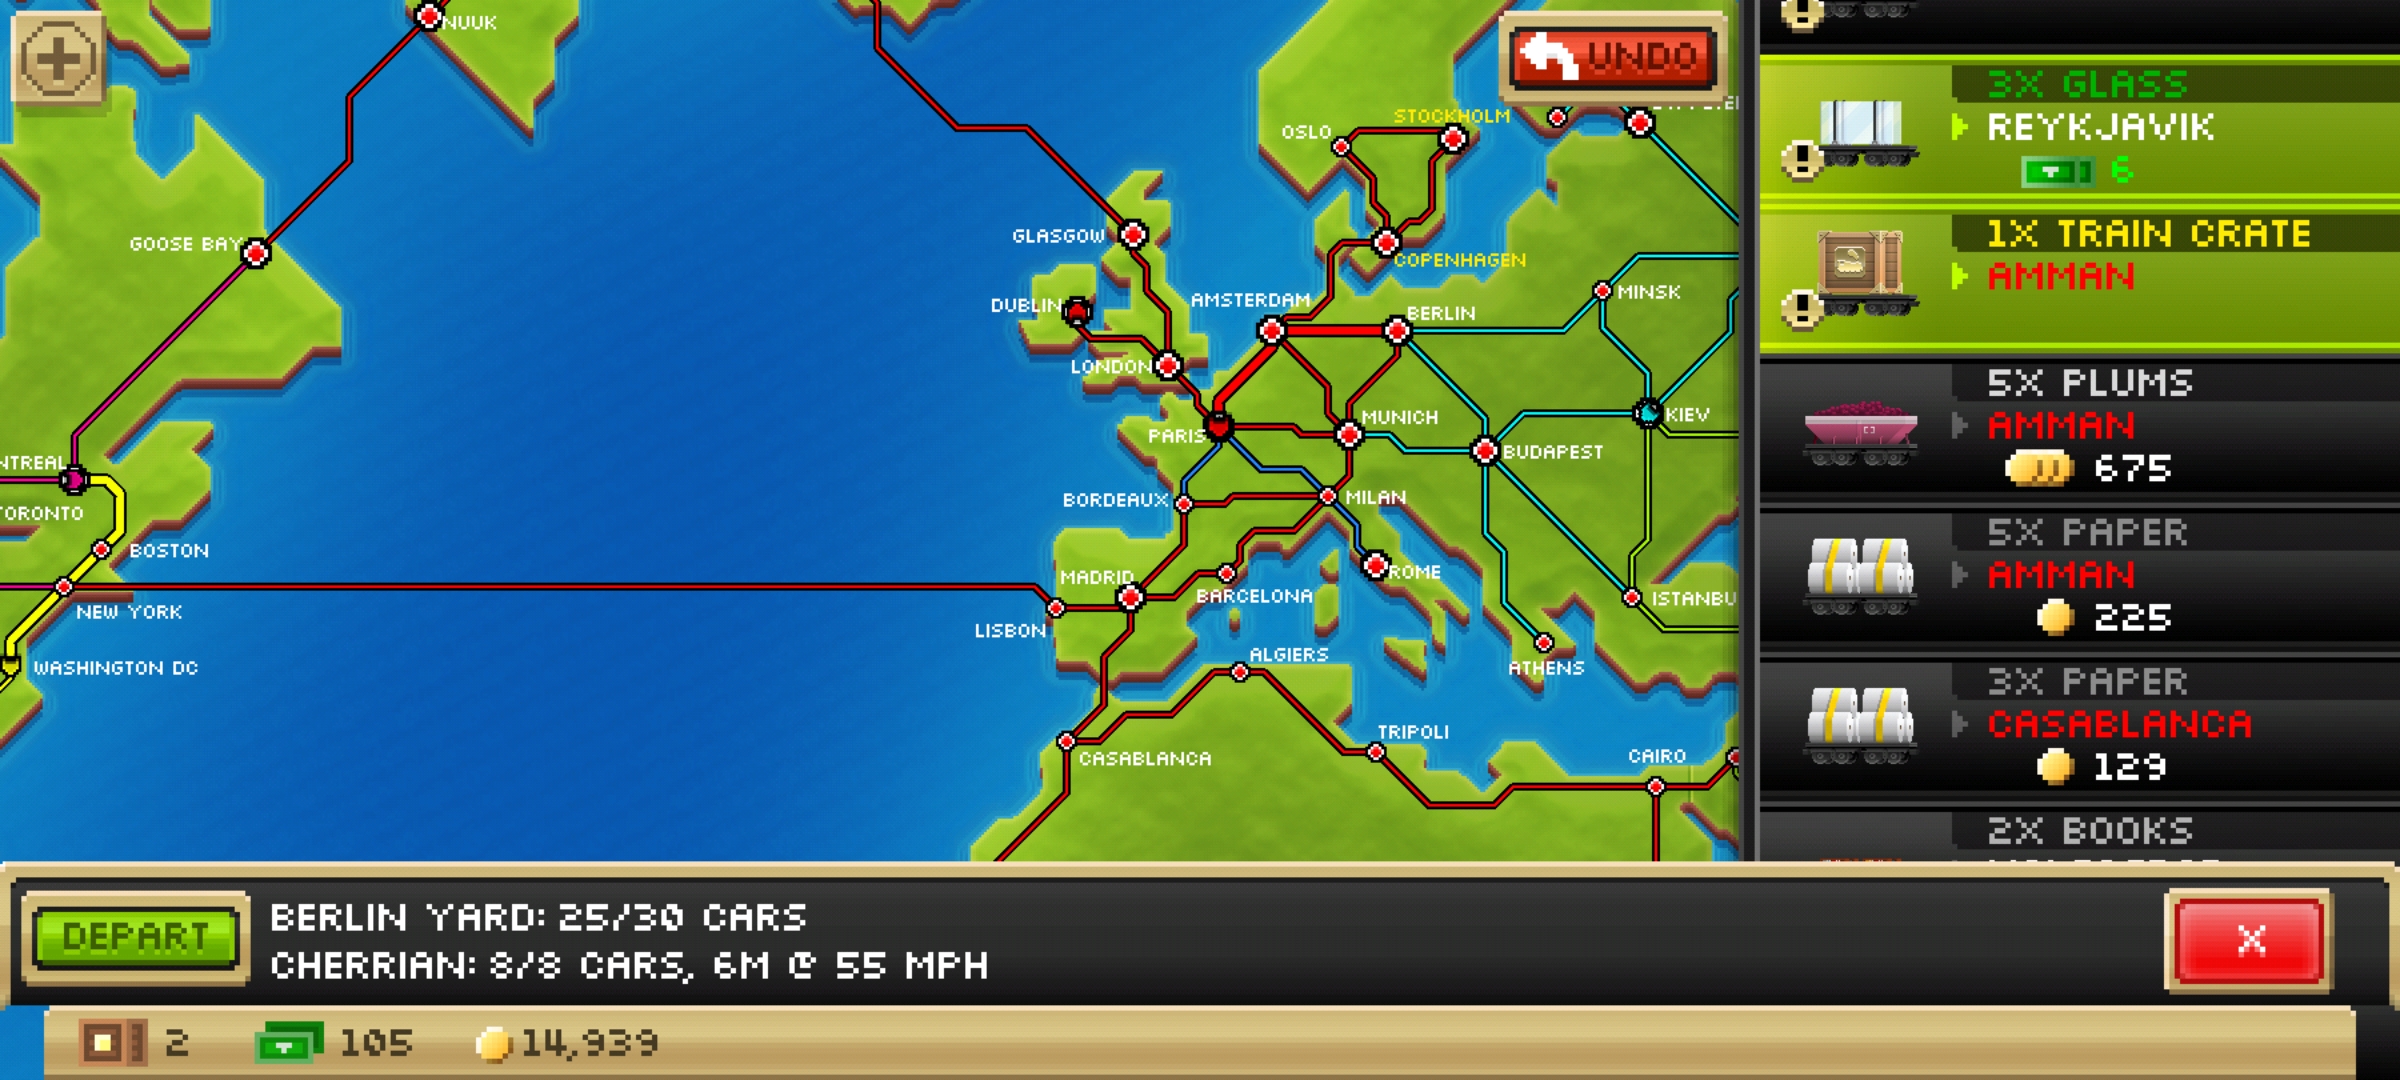 NUUK
UNDO
STOCKHOLM
OSLO
GOOSE BAY
GLASGOW
COPENHAGEN
DUBLIN
AMSTERDAM
BERLIN
MINSK
LONDON
PARIS
MUNICH
KIEV
BUDAPEST
NTREAL
BORDEAUX
MILAN
TORONTO
BOSTON
MADRID
ROME
NEW YORK
BARCELONA
ISTANBU
LISBON
WASHINGTON DC
ALGIERS
ATHENS
TRIPOLI
CASABLANCA
CAIRO
3X GLASS
REYKJAVIK
6
1X TRAIN CRATE
AMMAN
5X PLUMS
AMMAN
675
5X PAPER
AMMAN
225
3X PAPER
CASABLANCA
129
2X BOOKS
DEPART
BERLIN YARD: 25/30 CARS
CHERRIAN: 8/8 CARS, 6M @ 55 MPH
X
2
105
14,939